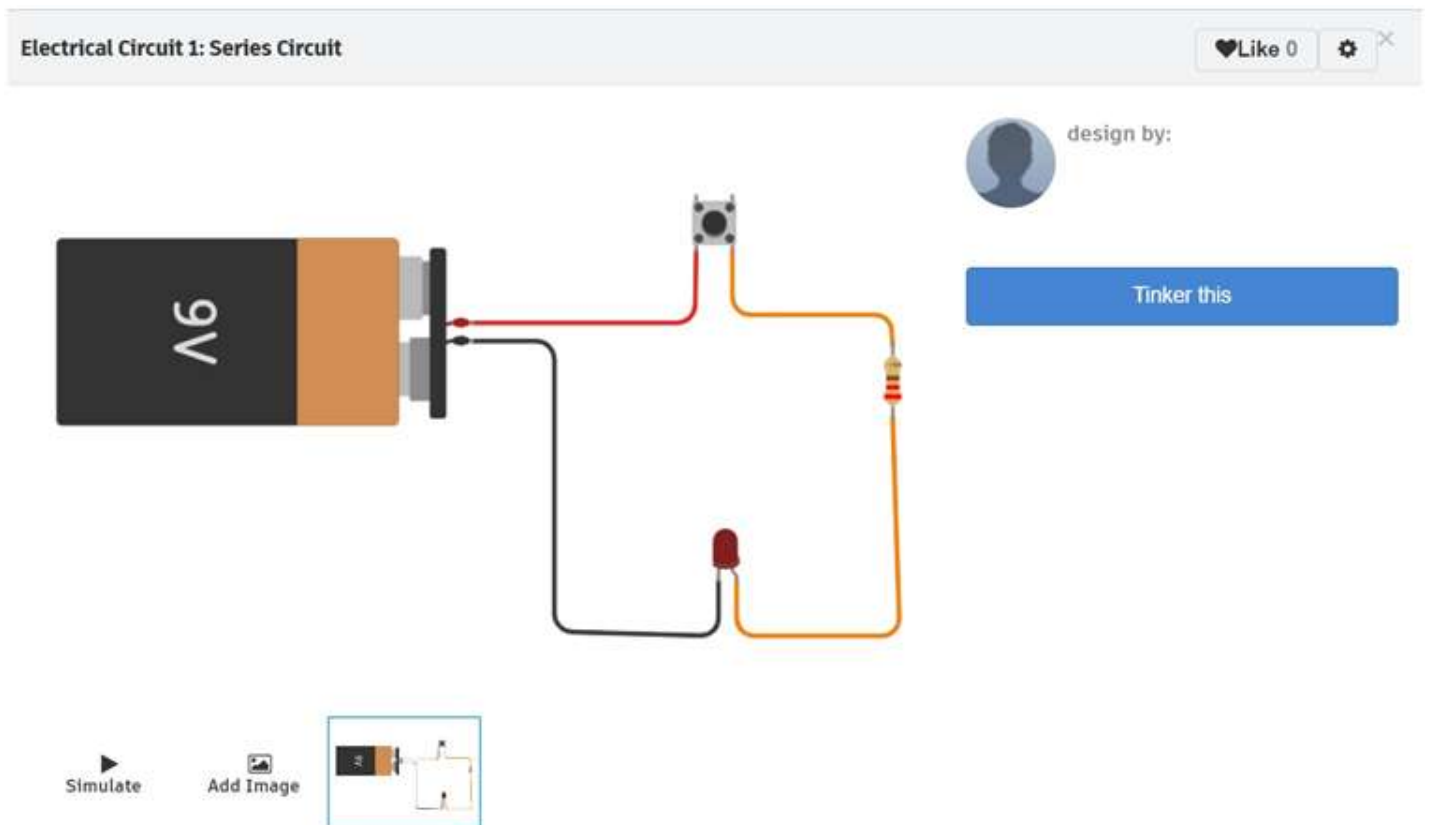 Electrical Circuit 1: Series Circuit
Like 0
design by:
9V
Tinker this
Simulate
Add Image